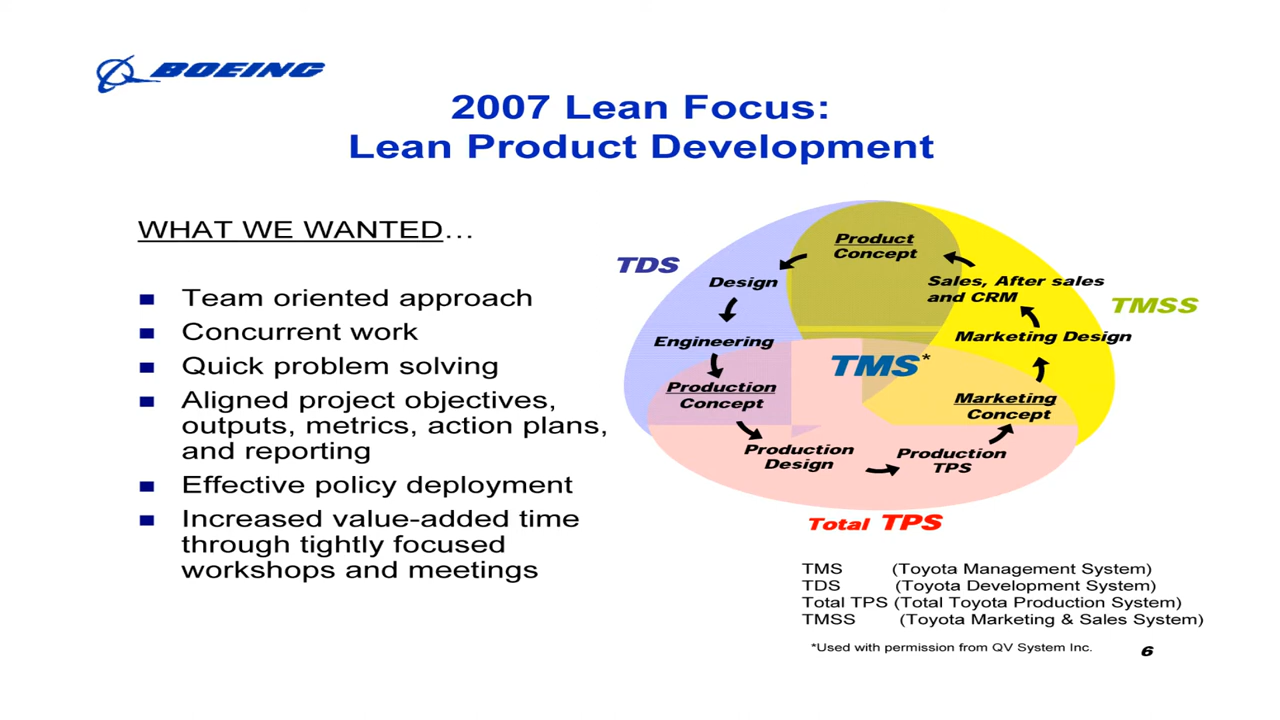 BOEING
2007 Lean Focus:
Lean Product Development
WHAT WE WANTED…
Team oriented approach
Concurrent work
Quick problem solving
Aligned project objectives,
outputs, metrics, action plans,
and reporting
Effective policy deployment
Increased value-added time
through tightly focused
workshops and meetings
TDS
TMSS
Product
Concept
Design
Engineering
Production
Concept
Production
Design
Production
TPS
Marketing
Concept
Marketing Design
Sales, After sales
and CRM
TMS*
Total TPS
TMS (Toyota Management System)
TDS (Toyota Development System)
Total TPS (Total Toyota Production System)
TMSS (Toyota Marketing & Sales System)
*Used with permission from QV System Inc.
6